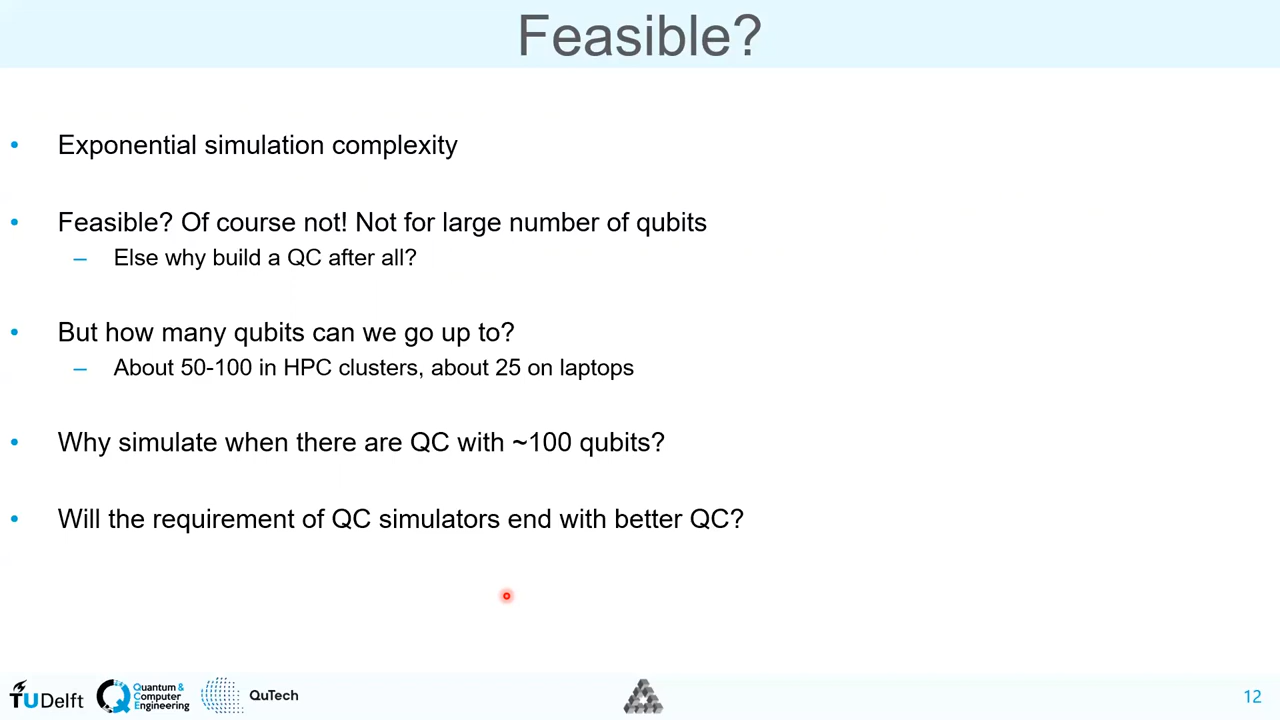 Feasible?
• Exponential simulation complexity
• Feasible? Of course not! Not for large number of qubits
– Else why build a QC after all?
• But how many qubits can we go up to?
– About 50-100 in HPC clusters, about 25 on laptops
• Why simulate when there are QC with ~100 qubits?
• Will the requirement of QC simulators end with better QC?
TUDelft
Quantum &
Computer
Engineering
QuTech
12